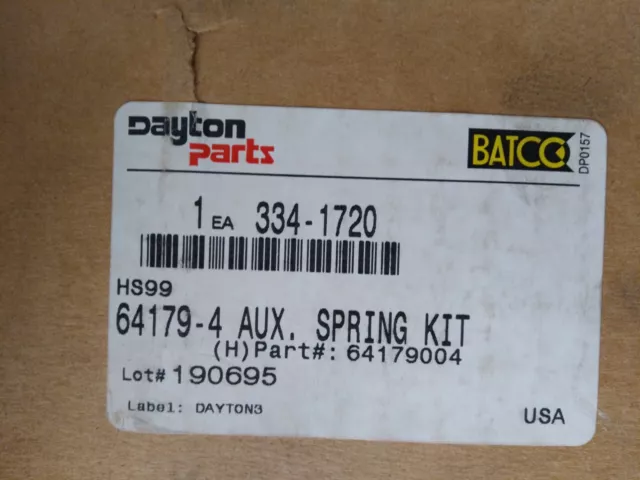 Dayton
parts
BATCO
DP0157
1 EA 334-1720
HS99
64179-4 AUX. SPRING KIT
(H)Part#: 64179004
Lot# 190695
Label: DAYTON3
USA